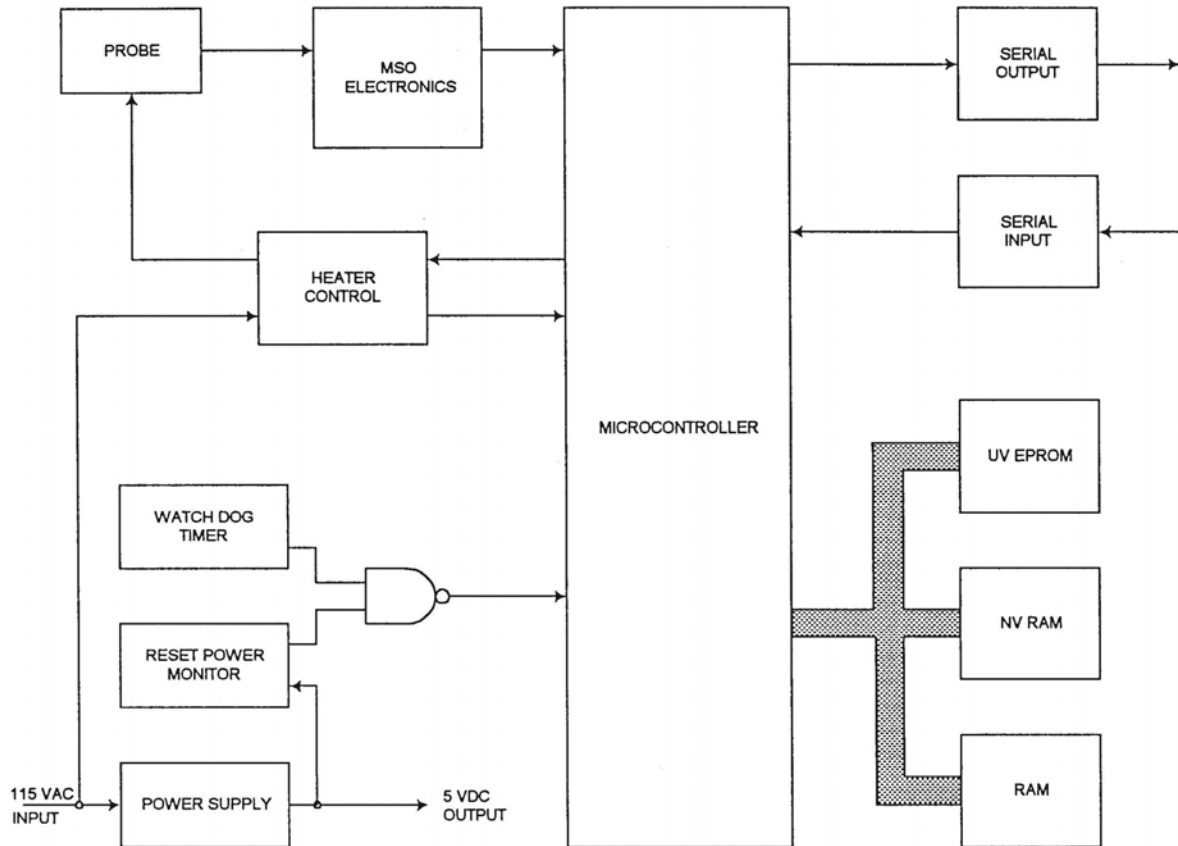 PROBE
MSO
ELECTRONICS
SERIAL
OUTPUT
SERIAL
INPUT
HEATER
CONTROL
MICROCONTROLLER
UV EPROM
WATCH DOG
TIMER
NV RAM
RESET POWER
MONITOR
115 VAC
INPUT
POWER SUPPLY
5 VDC
OUTPUT
RAM